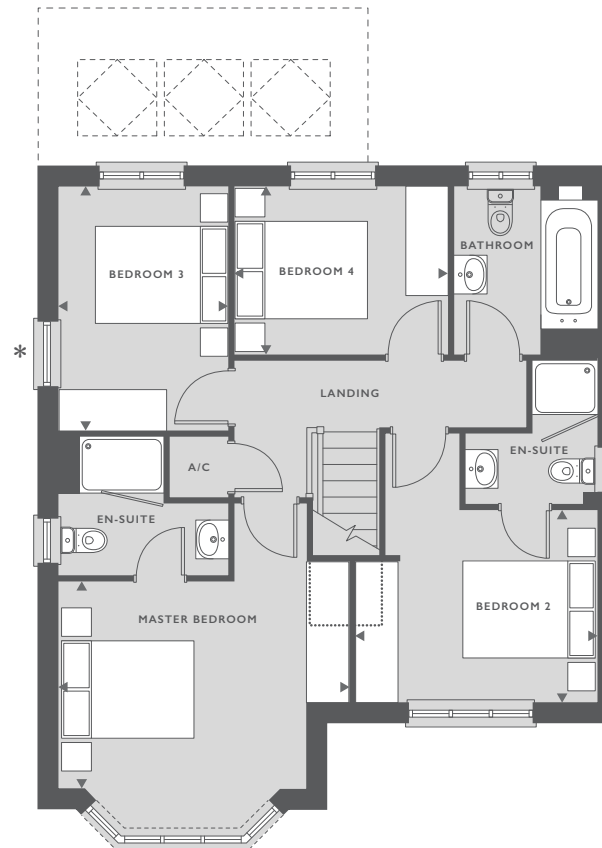 BATHROOM
BEDROOM 3
BEDROOM 4
*
LANDING
EN-SUITE
A/C
EN-SUITE
BEDROOM 2
MASTER BEDROOM